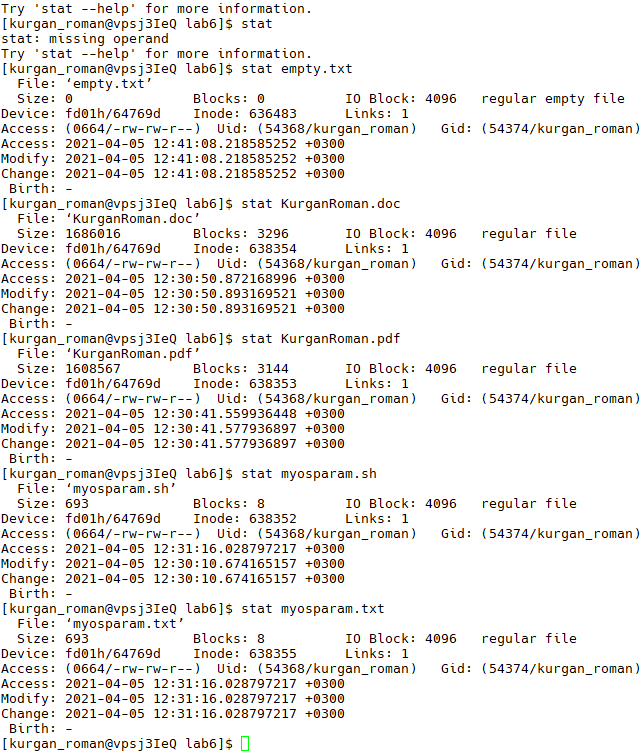 Try 'stat --help' for more information.
[kurgan_roman@vpsj3IeQ lab6]$ stat
stat: missing operand
Try 'stat --help' for more information.
[kurgan_roman@vpsj3IeQ lab6]$ stat empty.txt
  File: ‘empty.txt’
  Size: 0               Blocks: 0          IO Block: 4096   regular empty file
Device: fd01h/64769d    Inode: 636483      Links: 1
Access: (0664/-rw-rw-r--)  Uid: (54368/kurgan_roman)   Gid: (54374/kurgan_roman)
Access: 2021-04-05 12:41:08.218585252 +0300
Modify: 2021-04-05 12:41:08.218585252 +0300
Change: 2021-04-05 12:41:08.218585252 +0300
 Birth: -
[kurgan_roman@vpsj3IeQ lab6]$ stat KurganRoman.doc
  File: ‘KurganRoman.doc’
  Size: 1686016         Blocks: 3296       IO Block: 4096   regular file
Device: fd01h/64769d    Inode: 638354      Links: 1
Access: (0664/-rw-rw-r--)  Uid: (54368/kurgan_roman)   Gid: (54374/kurgan_roman)
Access: 2021-04-05 12:30:50.872168996 +0300
Modify: 2021-04-05 12:30:50.893169521 +0300
Change: 2021-04-05 12:30:50.893169521 +0300
 Birth: -
[kurgan_roman@vpsj3IeQ lab6]$ stat KurganRoman.pdf
  File: ‘KurganRoman.pdf’
  Size: 1608567         Blocks: 3144       IO Block: 4096   regular file
Device: fd01h/64769d    Inode: 638353      Links: 1
Access: (0664/-rw-rw-r--)  Uid: (54368/kurgan_roman)   Gid: (54374/kurgan_roman)
Access: 2021-04-05 12:30:41.559936448 +0300
Modify: 2021-04-05 12:30:41.577936897 +0300
Change: 2021-04-05 12:30:41.577936897 +0300
 Birth: -
[kurgan_roman@vpsj3IeQ lab6]$ stat myosparam.sh
  File: ‘myosparam.sh’
  Size: 693             Blocks: 8          IO Block: 4096   regular file
Device: fd01h/64769d    Inode: 638352      Links: 1
Access: (0664/-rw-rw-r--)  Uid: (54368/kurgan_roman)   Gid: (54374/kurgan_roman)
Access: 2021-04-05 12:31:16.028797217 +0300
Modify: 2021-04-05 12:30:10.674165157 +0300
Change: 2021-04-05 12:30:10.674165157 +0300
 Birth: -
[kurgan_roman@vpsj3IeQ lab6]$ stat myosparam.txt
  File: ‘myosparam.txt’
  Size: 693             Blocks: 8          IO Block: 4096   regular file
Device: fd01h/64769d    Inode: 638355      Links: 1
Access: (0664/-rw-rw-r--)  Uid: (54368/kurgan_roman)   Gid: (54374/kurgan_roman)
Access: 2021-04-05 12:31:16.028797217 +0300
Modify: 2021-04-05 12:31:16.028797217 +0300
Change: 2021-04-05 12:31:16.028797217 +0300
 Birth: -
[kurgan_roman@vpsj3IeQ lab6]$